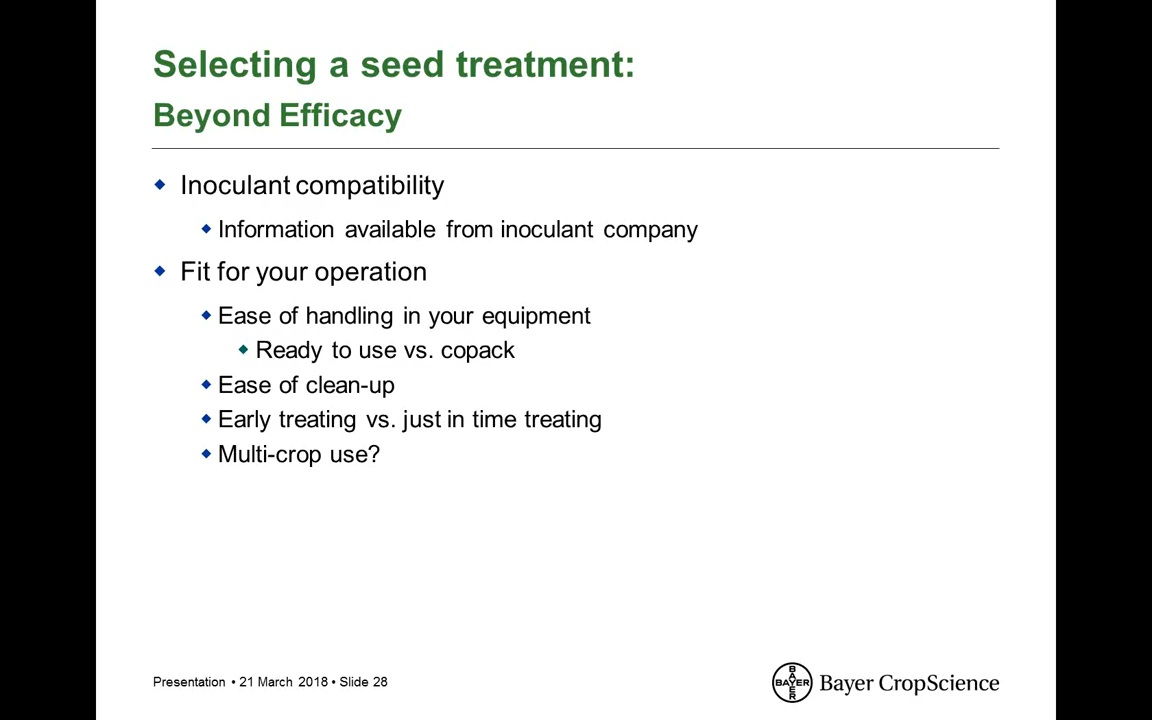 Selecting a seed treatment:
Beyond Efficacy
Inoculant compatibility
Information available from inoculant company
Fit for your operation
Ease of handling in your equipment
Ready to use vs. copack
Ease of clean-up
Early treating vs. just in time treating
Multi-crop use?
Presentation • 21 March 2018 • Slide 28
BAYER
BAYER
Bayer CropScience